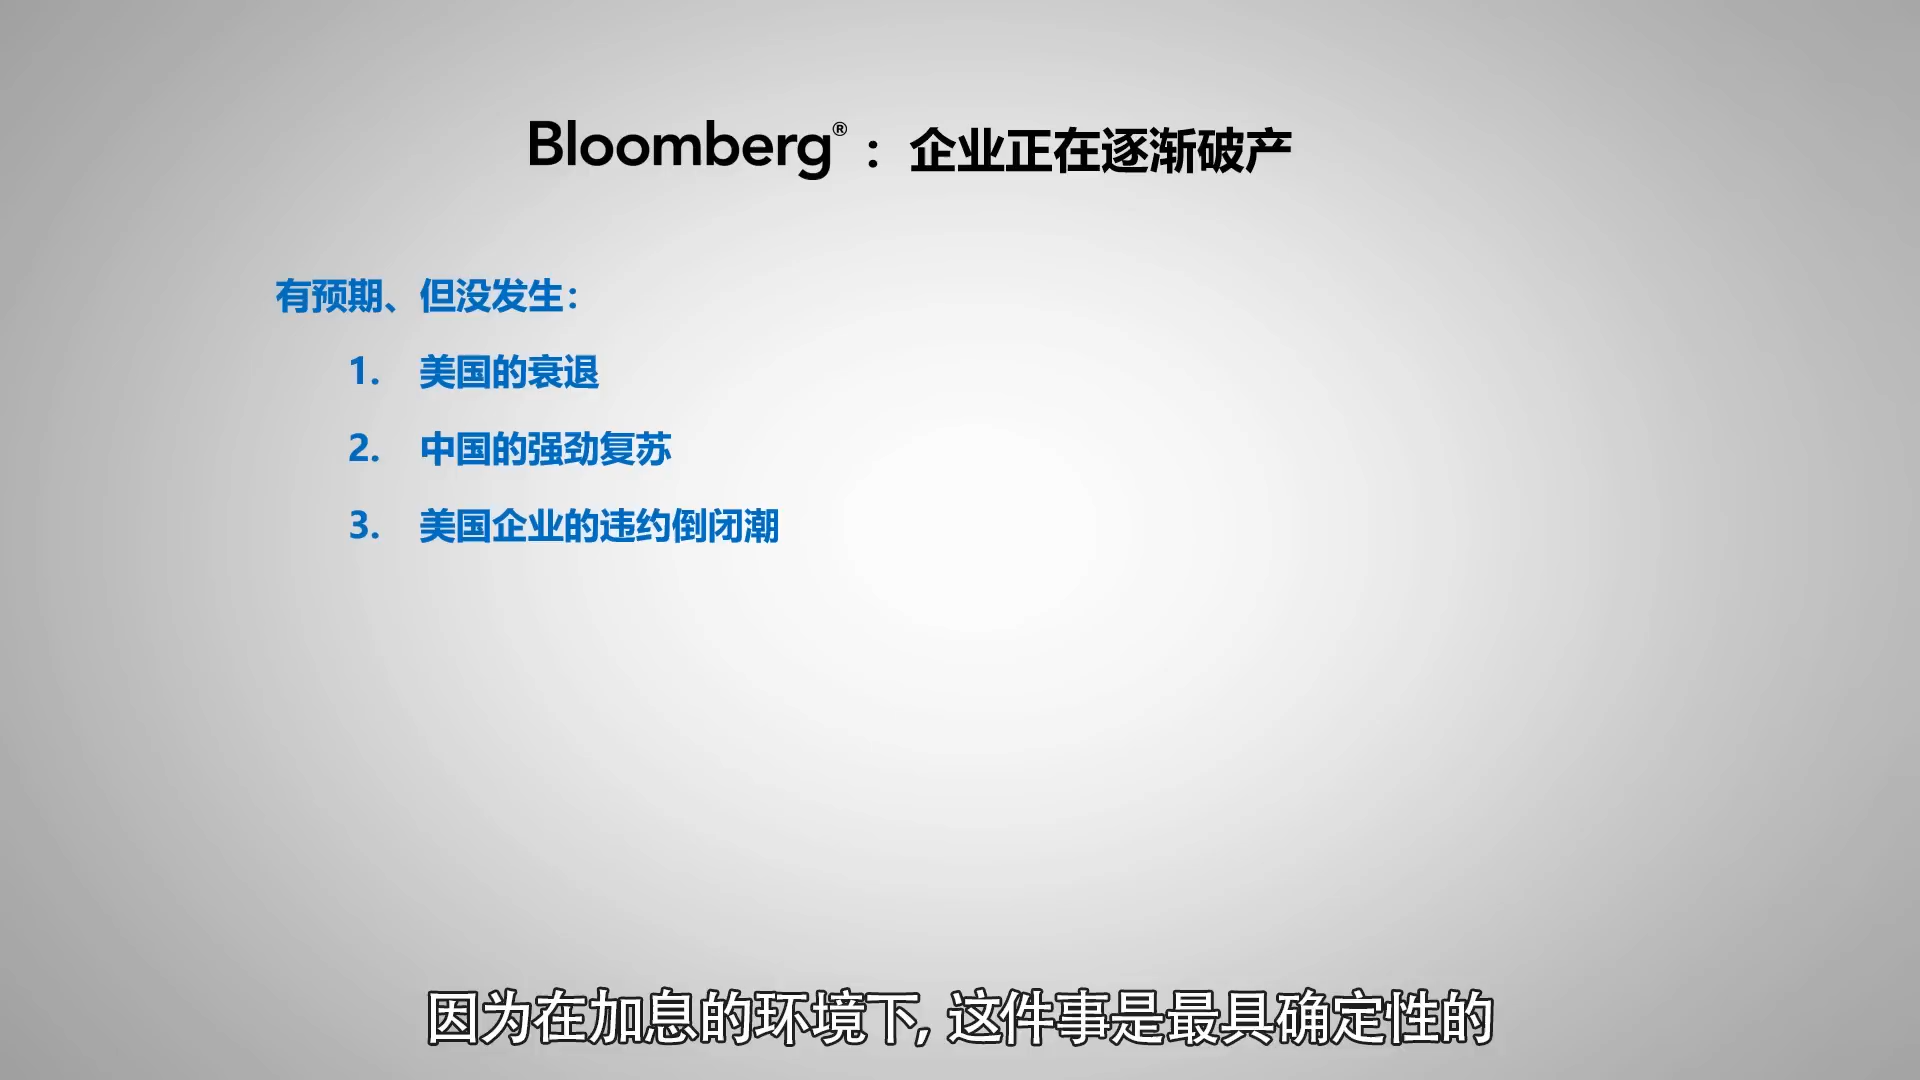 Bloomberg®：企业正在逐渐破产
有预期、但没发生：
1. 美国的衰退
2. 中国的强劲复苏
3. 美国企业的违约倒闭潮
因为在加息的环境下, 这件事是最具确定性的